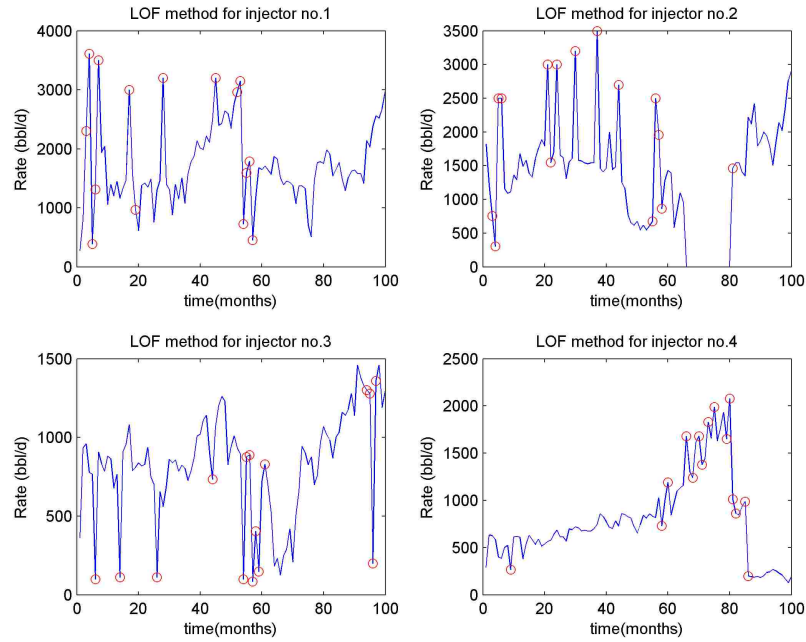 LOF method for injector no.1
4000
3000
2000
1000
0
Rate (bbl/d)
0 20 40 60 80 100
time(months)
LOF method for injector no.2
3500
3000
2500
2000
1500
1000
500
0
Rate (bbl/d)
0 20 40 60 80 100
time(months)
LOF method for injector no.3
1500
1000
500
0
Rate (bbl/d)
0 20 40 60 80 100
time(months)
LOF method for injector no.4
2500
2000
1500
1000
500
0
Rate (bbl/d)
0 20 40 60 80 100
time(months)